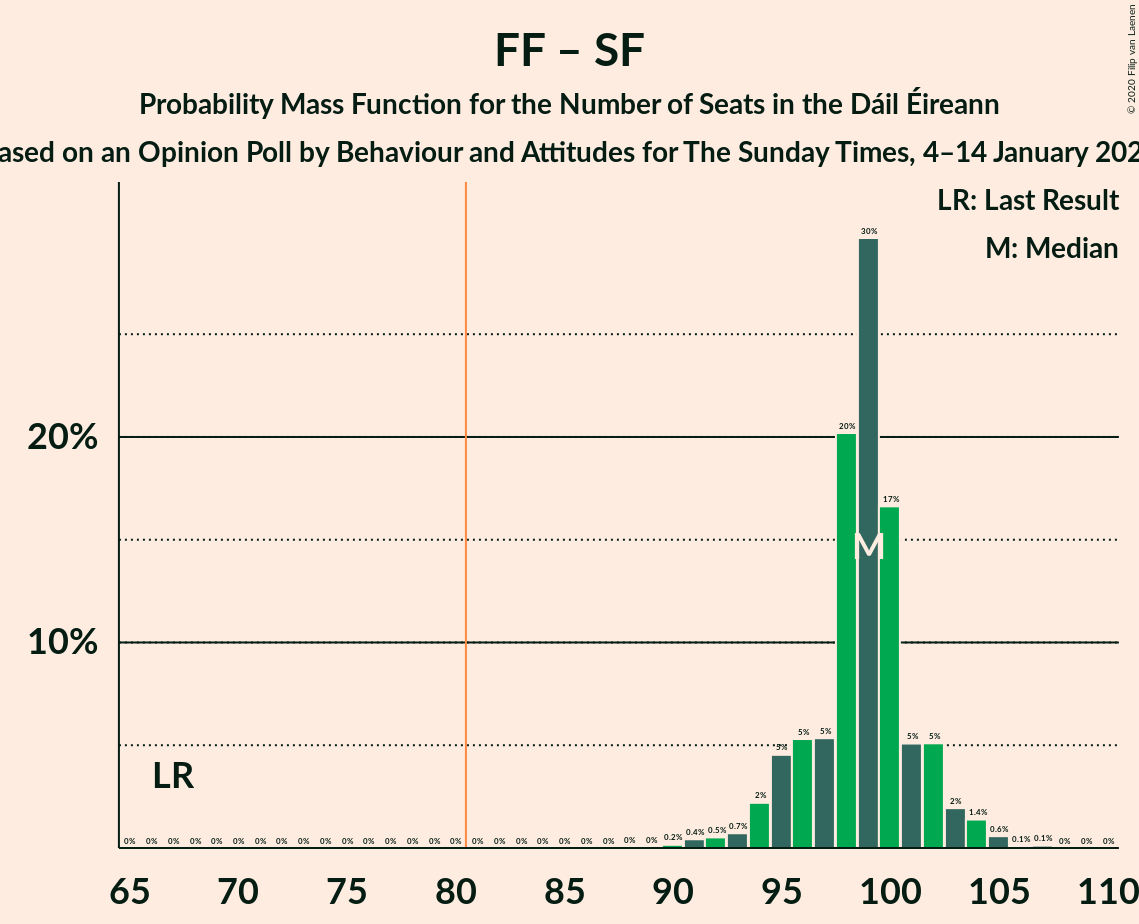 FF – SF
Probability Mass Function for the Number of Seats in the Dáil Éireann
ased on an Opinion Poll by Behaviour and Attitudes for The Sunday Times, 4–14 January 202
© 2020 Filip van Laenen
LR: Last Result
M: Median
30%
20%
20%
17%
M
10%
5% 5% 5% 5% 5%
LR
2% 2% 1.4%
0% 0% 0% 0% 0% 0% 0% 0% 0% 0% 0% 0% 0% 0% 0% 0% 0% 0% 0% 0% 0% 0% 0% 0% 0% 0.2% 0.4% 0.5% 0.7% 0.6% 0.1% 0.1% 0% 0% 0%
65 70 75 80 85 90 95 100 105 110